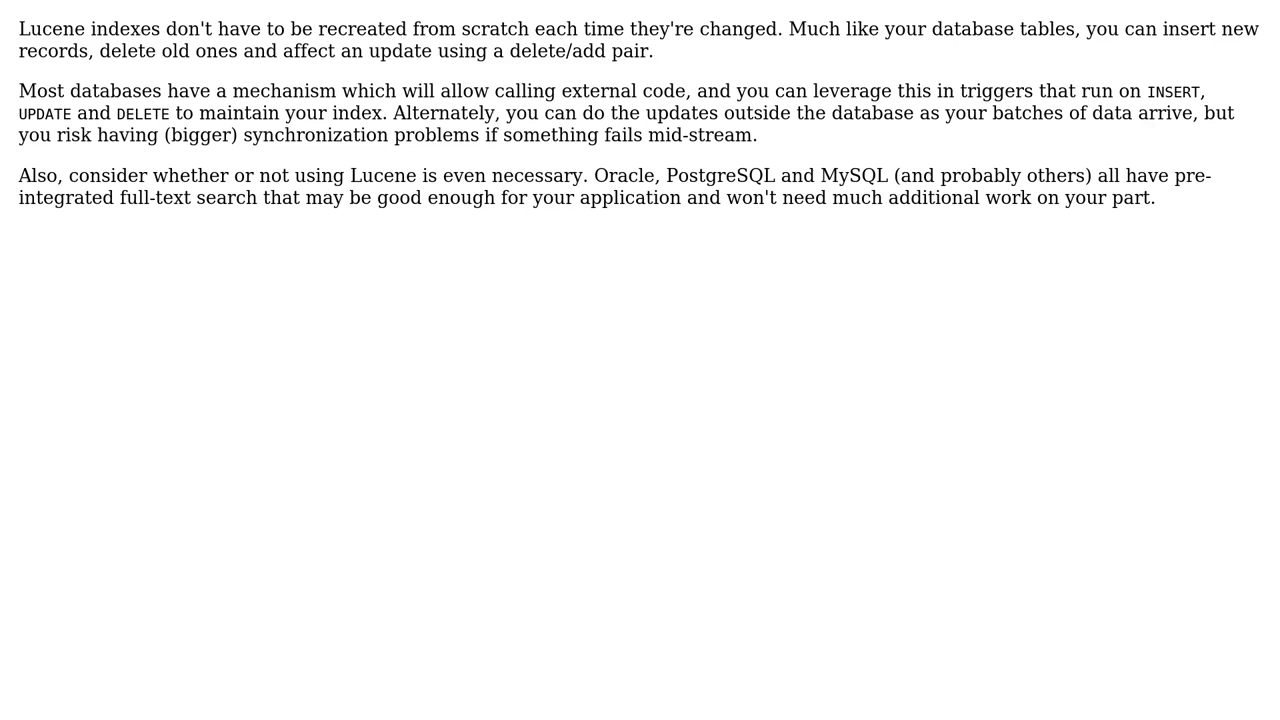 Lucene indexes don't have to be recreated from scratch each time they're changed. Much like your database tables, you can insert new
records, delete old ones and affect an update using a delete/add pair.
Most databases have a mechanism which will allow calling external code, and you can leverage this in triggers that run on INSERT,
UPDATE and DELETE to maintain your index. Alternately, you can do the updates outside the database as your batches of data arrive, but
you risk having (bigger) synchronization problems if something fails mid-stream.
Also, consider whether or not using Lucene is even necessary. Oracle, PostgreSQL and MySQL (and probably others) all have pre-
integrated full-text search that may be good enough for your application and won't need much additional work on your part.